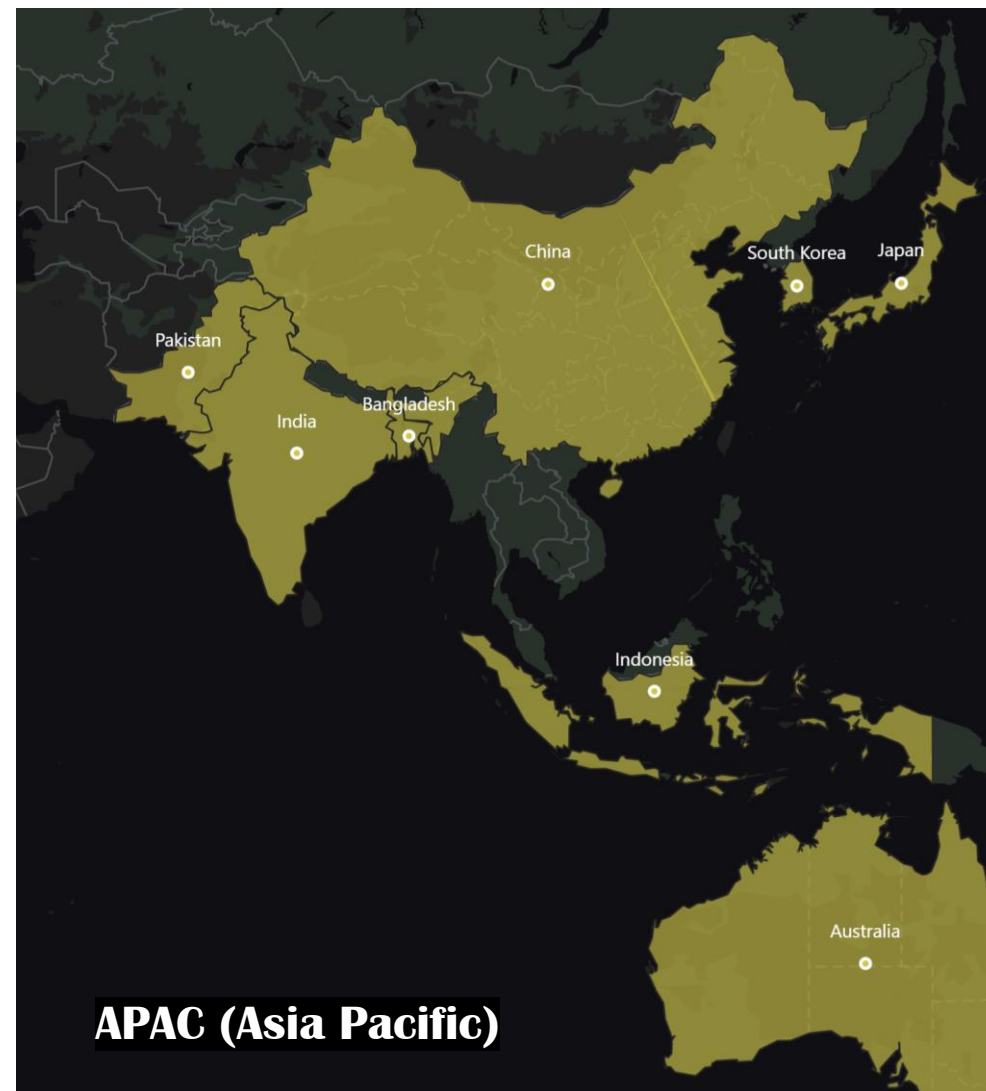 China
South Korea
Japan
Pakistan
Bangladesh
India
Indonesia
Australia
APAC (Asia Pacific)